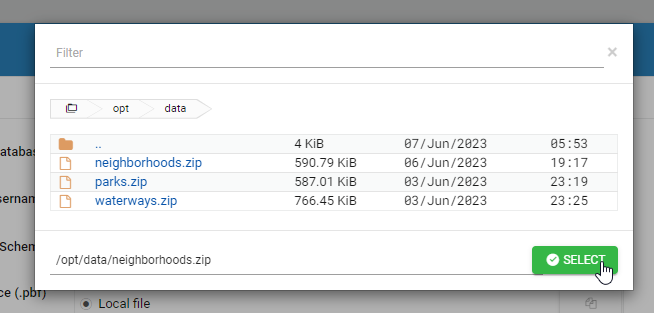 Filter ×
opt data
.. 4 KiB 07/Jun/2023 05:53
neighborhoods.zip 590.79 KiB 06/Jun/2023 19:17
parks.zip 587.01 KiB 03/Jun/2023 23:19
waterways.zip 766.45 KiB 03/Jun/2023 23:25
atabas
sernam
Schem
/opt/data/neighborhoods.zip SELECT
ce (.pbf)
Local file